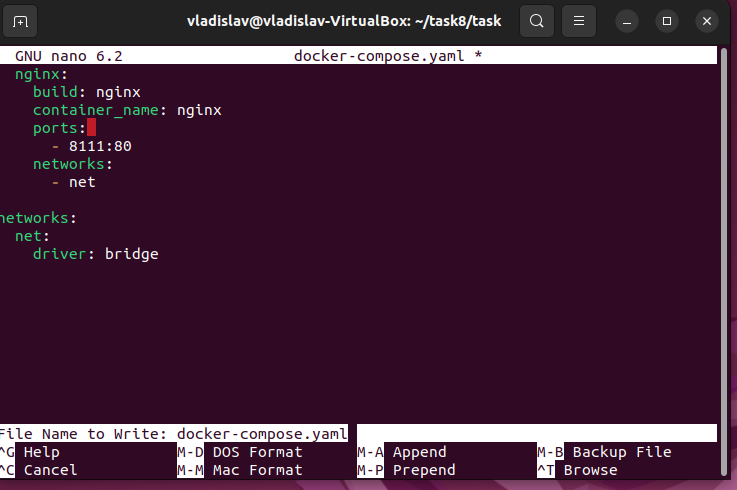 vladislav@vladislav-VirtualBox: ~/task8/task
GNU nano 6.2 docker-compose.yaml *
nginx:
build: nginx
container_name: nginx
ports:
- 8111:80
networks:
- net
networks:
net:
driver: bridge
File Name to Write: docker-compose.yaml
^G Help M-D DOS Format M-A Append M-B Backup File
^C Cancel M-M Mac Format M-P Prepend ^T Browse